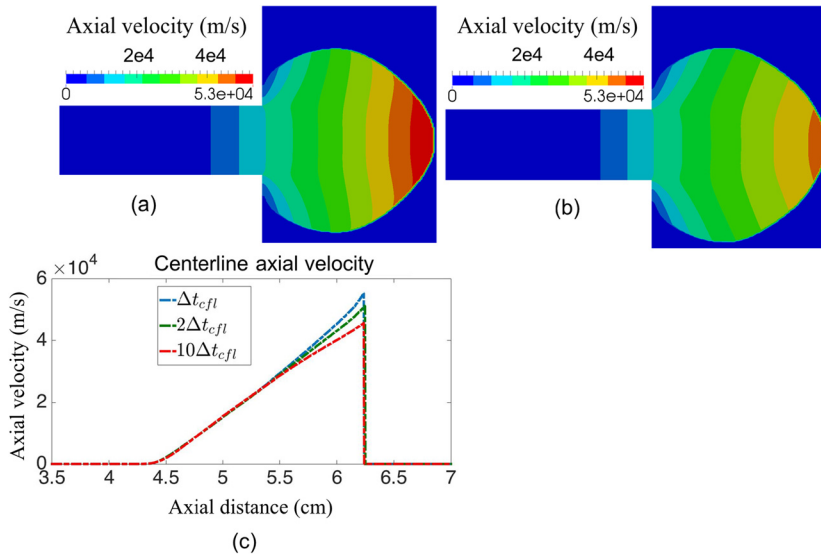 Axial velocity (m/s)
2e4 4e4
0 5.3e+04
(a)
Axial velocity (m/s)
2e4 4e4
0 5.3e+04
(b)
×10⁴ Centerline axial velocity
6
4
2
0
Axial velocity (m/s)
Δt_cfl
2Δt_cfl
10Δt_cfl
3.5 4 4.5 5 5.5 6 6.5 7
Axial distance (cm)
(c)